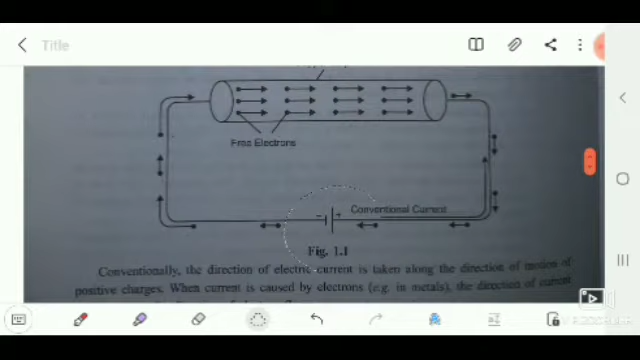 Title
Free Electrons
− +
Conventional Current
Fig. 1.1
Conventionally, the direction of electric current is taken along the direction of motion of
positive charges. When current is caused by electrons (e.g. in metals), the direction of current